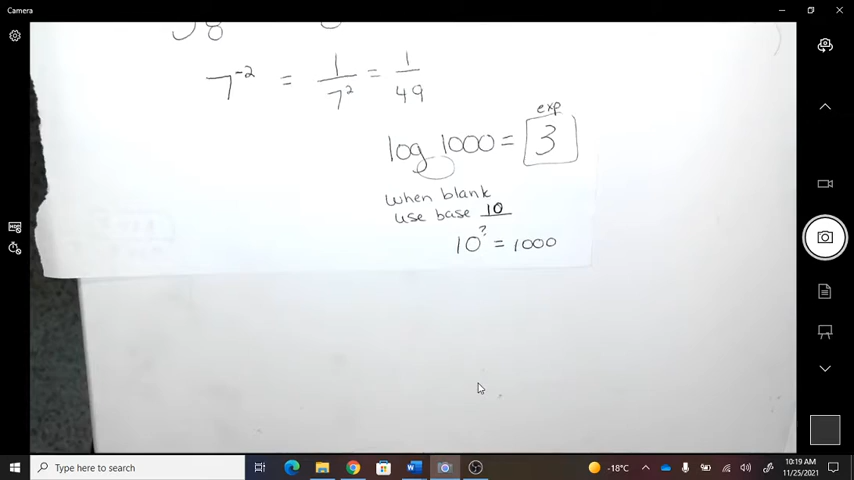 Camera
8
7⁻² = 1/7² = 1/49
exp
log 1000 = 3
when blank
use base 10
10^? = 1000
Type here to search
-18°C
10:19 AM
11/25/2021